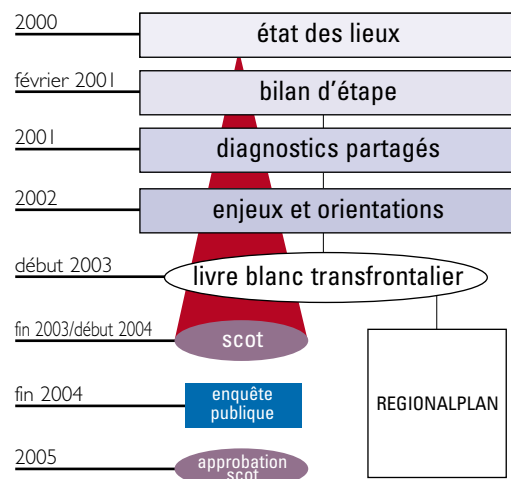 2000
état des lieux
février 2001
bilan d'étape
2001
diagnostics partagés
2002
enjeux et orientations
début 2003
livre blanc transfrontalier
fin 2003/début 2004
scot
fin 2004
enquête
publique
REGIONALPLAN
2005
approbation
scot